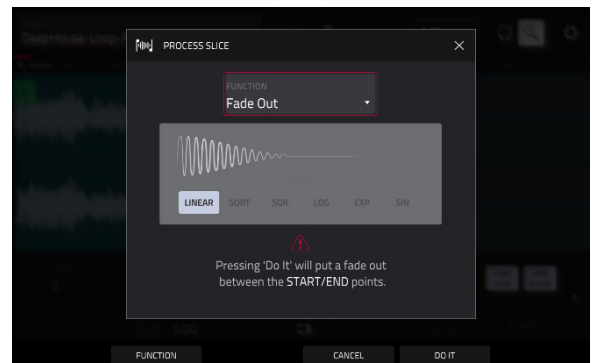 PROCESS SLICE
FUNCTION
Fade Out
LINEAR SQRT SQR LOG EXP SIN
Pressing 'Do It' will put a fade out
between the START/END points.
FUNCTION CANCEL DO IT